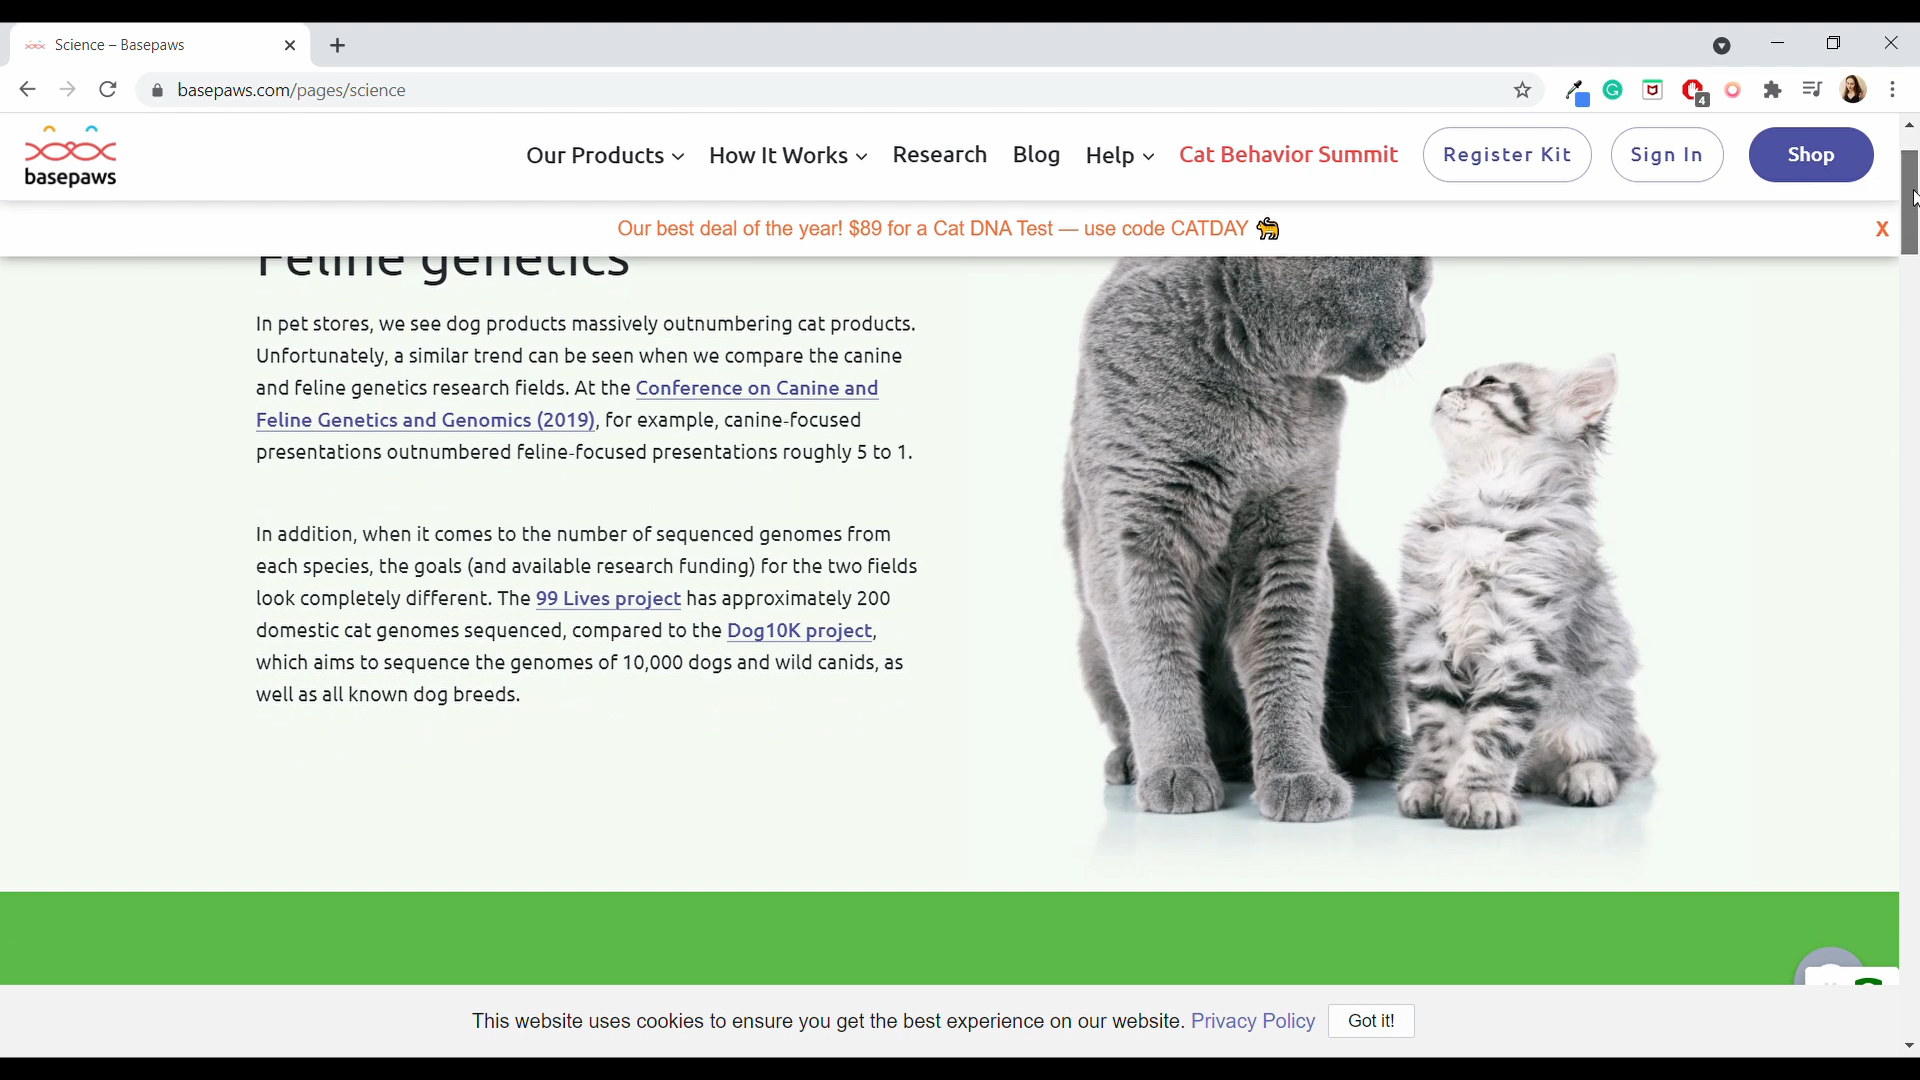 Science – Basepaws
basepaws.com/pages/science
4
basepaws
Our Products
How It Works
Research
Blog
Help
Cat Behavior Summit
Register Kit
Sign In
Shop
Our best deal of the year! $89 for a Cat DNA Test — use code CATDAY 🐈
X
Feline genetics
In pet stores, we see dog products massively outnumbering cat products.
Unfortunately, a similar trend can be seen when we compare the canine
and feline genetics research fields. At the Conference on Canine and
Feline Genetics and Genomics (2019), for example, canine-focused
presentations outnumbered feline-focused presentations roughly 5 to 1.
In addition, when it comes to the number of sequenced genomes from
each species, the goals (and available research funding) for the two fields
look completely different. The 99 Lives project has approximately 200
domestic cat genomes sequenced, compared to the Dog10K project,
which aims to sequence the genomes of 10,000 dogs and wild canids, as
well as all known dog breeds.
This website uses cookies to ensure you get the best experience on our website. Privacy Policy
Got it!